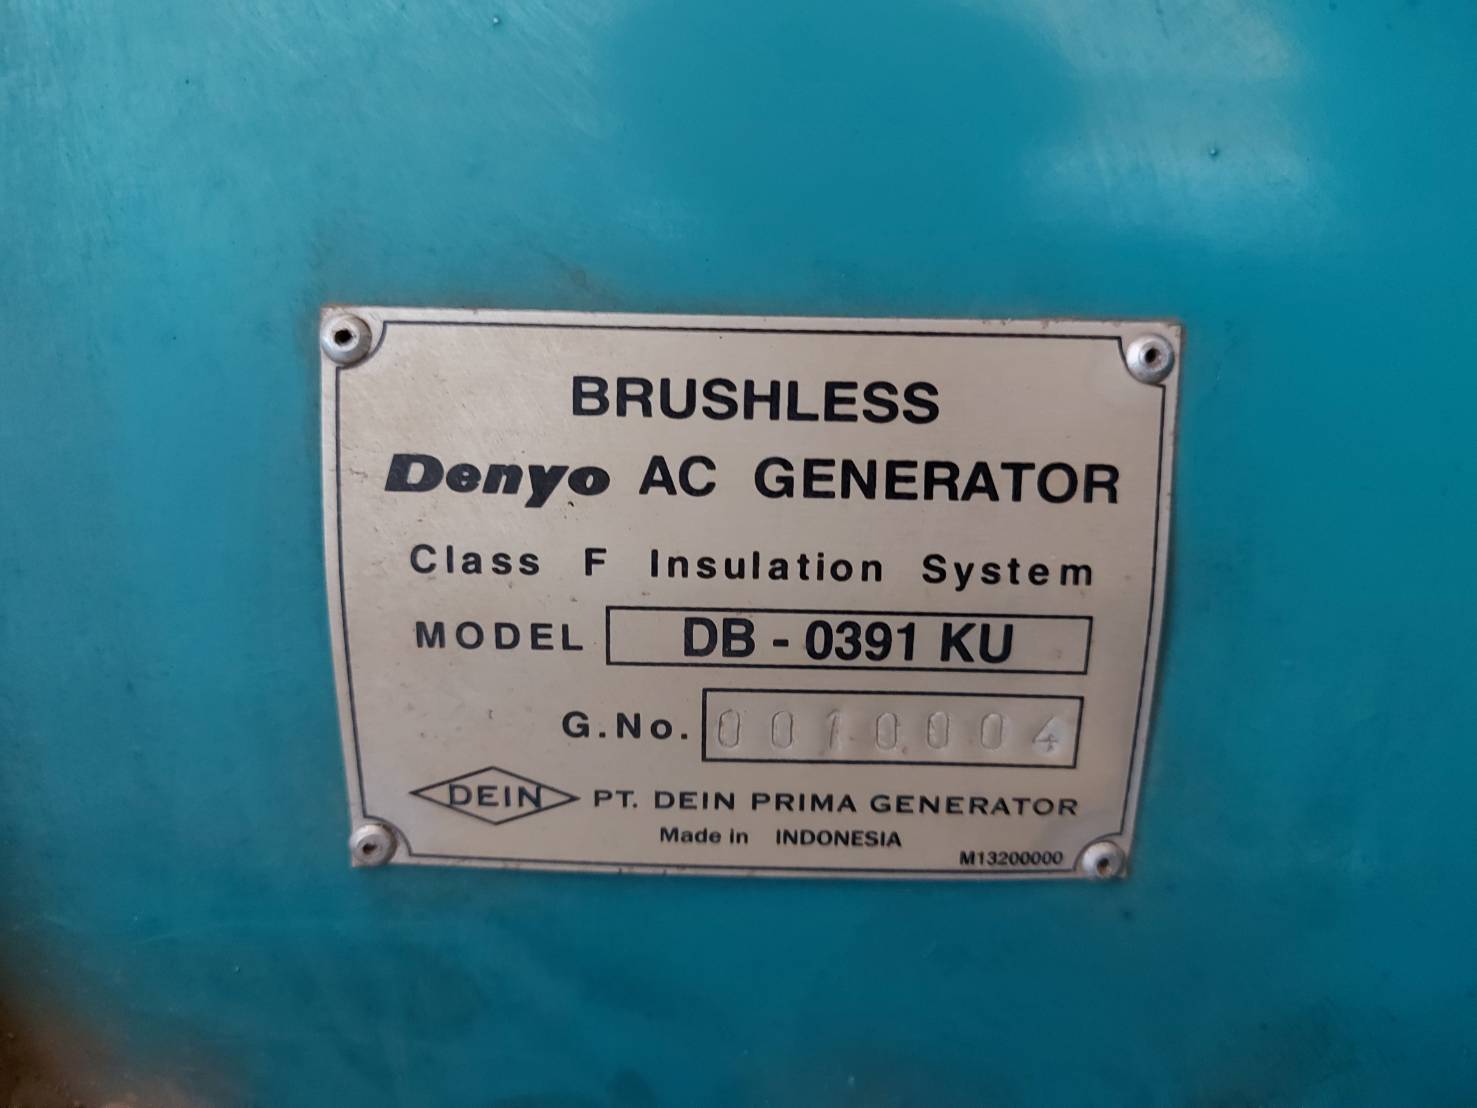 BRUSHLESS
Denyo AC GENERATOR
Class F Insulation System
MODEL DB - 0391 KU
G.No. 0010004
DEIN PT. DEIN PRIMA GENERATOR
Made in INDONESIA
M13200000